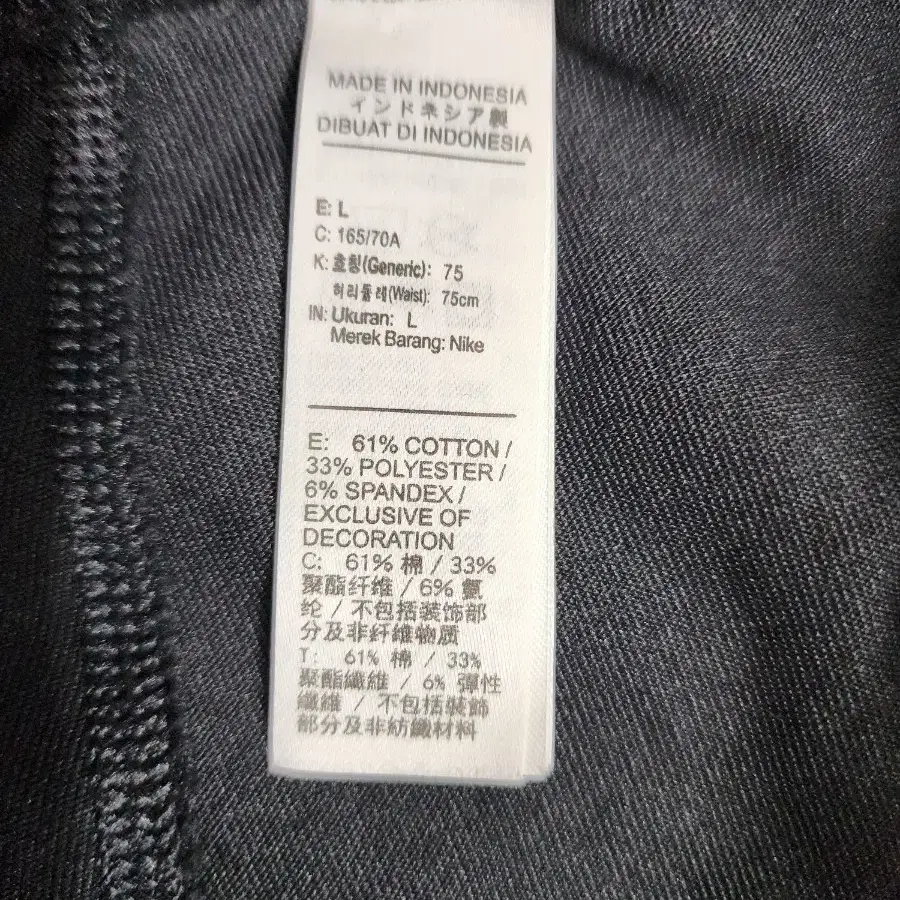 MADE IN INDONESIA
インドネシア製
DIBUAT DI INDONESIA
E: L
C: 165/70A
K: 호칭(Generic): 75
허리둘레(Waist): 75cm
IN: Ukuran: L
Merek Barang: Nike
E: 61% COTTON /
33% POLYESTER /
6% SPANDEX /
EXCLUSIVE OF
DECORATION
C: 61% 棉 / 33%
聚酯纤维 / 6% 氨
纶 / 不包括装饰部
分及非纤维物质
T: 61% 棉 / 33%
聚酯纖維 / 6% 彈性
纖維 / 不包括裝飾
部分及非紡織材料